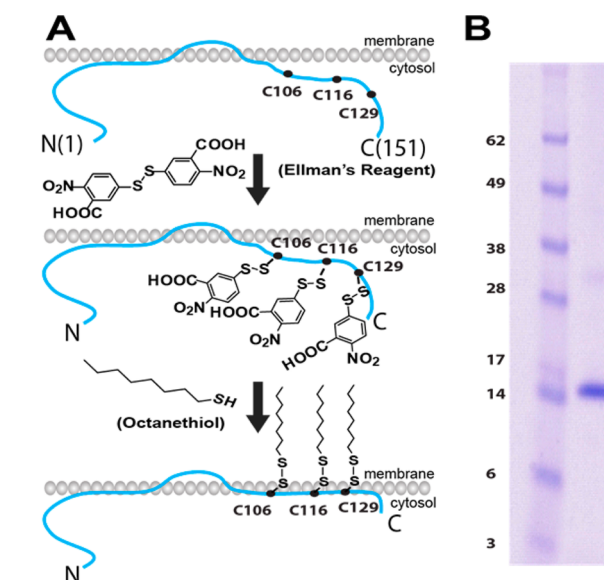 A
membrane
cytosol
C106
C116
C129
N(1)
C(151)
COOH
O₂N
S
S
NO₂
HOOC
(Ellman's Reagent)
membrane
cytosol
C106
C116
C129
HOOC
S
S
O₂N
HOOC
S
S
O₂N
S
S
HOOC
NO₂
N
C
SH
(Octanethiol)
S
S
S
S
S
S
membrane
cytosol
C106
C116
C129
C
N
B
62
49
38
28
17
14
6
3